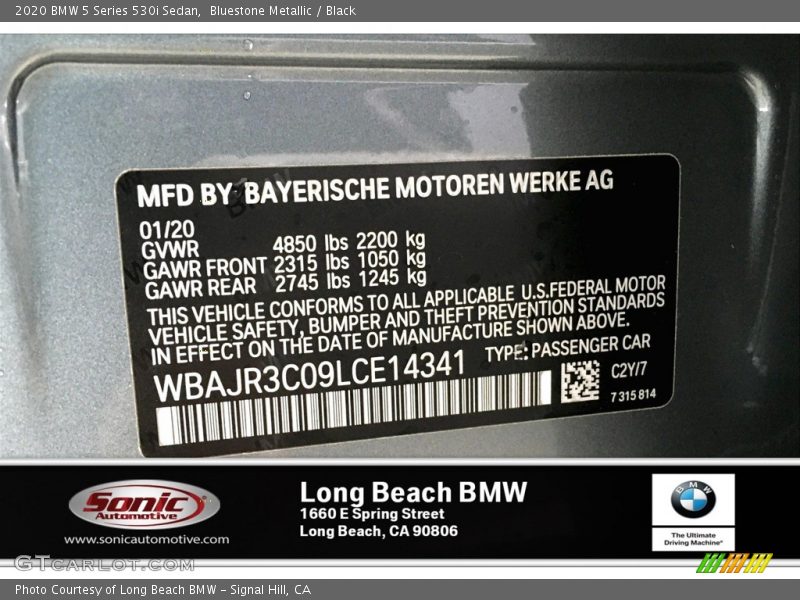 2020 BMW 5 Series 530i Sedan,  Bluestone Metallic / Black
MFD BY BAYERISCHE MOTOREN WERKE AG
01/20
GVWR 4850 lbs 2200 kg
GAWR FRONT 2315 lbs 1050 kg
GAWR REAR 2745 lbs 1245 kg
THIS VEHICLE CONFORMS TO ALL APPLICABLE U.S.FEDERAL MOTOR
VEHICLE SAFETY, BUMPER AND THEFT PREVENTION STANDARDS
IN EFFECT ON THE DATE OF MANUFACTURE SHOWN ABOVE.
WBAJR3C09LCE14341 TYPE: PASSENGER CAR
C2Y/7
7 315 814
Sonic
Automotive
www.sonicautomotive.com
Long Beach BMW
1660 E Spring Street
Long Beach, CA 90806
BMW
The Ultimate
Driving Machine®
GTcarlot.com
Photo Courtesy of Long Beach BMW – Signal Hill, CA